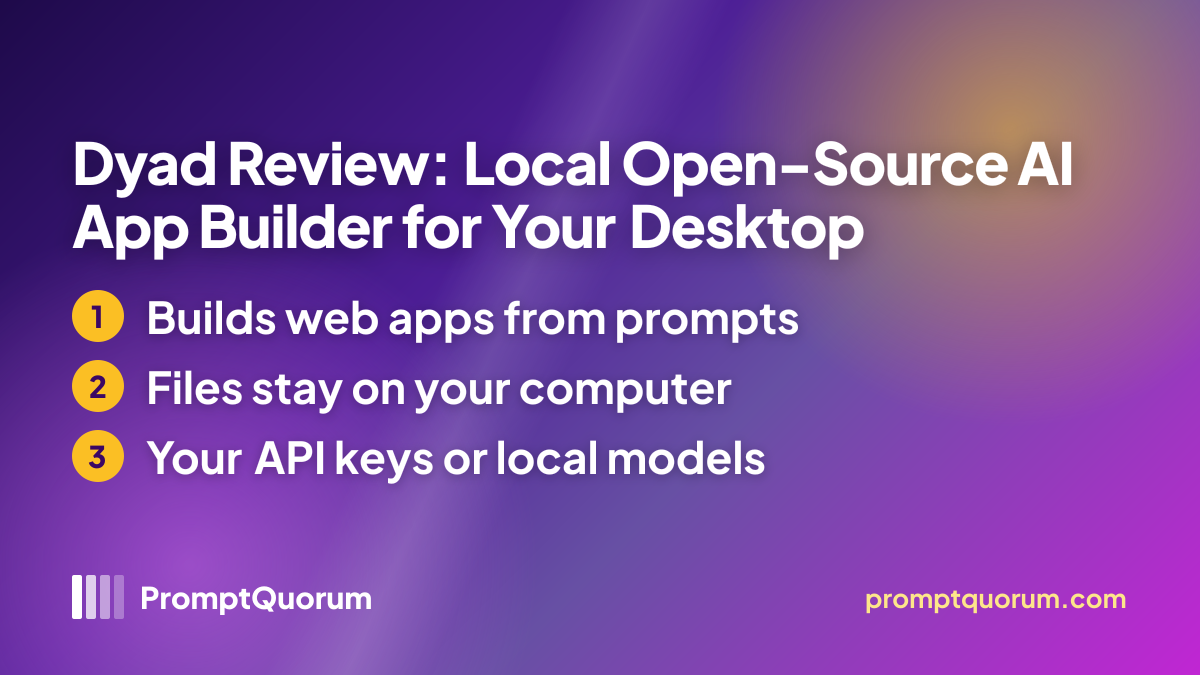 Dyad Review: Local Open-Source AI
App Builder for Your Desktop
1 Builds web apps from prompts
2 Files stay on your computer
3 Your API keys or local models
PromptQuorum
promptquorum.com